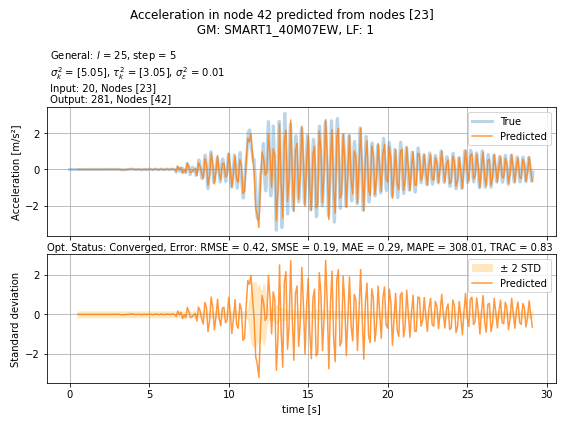 Acceleration in node 42 predicted from nodes [23]
GM: SMART1_40M07EW, LF: 1
General: l = 25, step = 5
σ²ₖ = [5.05], τ²ₖ = [3.05], σ²ε = 0.01
Input: 20, Nodes [23]
Output: 281, Nodes [42]
Acceleration [m/s²]
2
0
−2
True
Predicted
Opt. Status: Converged, Error: RMSE = 0.42, SMSE = 0.19, MAE = 0.29, MAPE = 308.01, TRAC = 0.83
Standard deviation
2
0
−2
± 2 STD
Predicted
0 5 10 15 20 25 30
time [s]